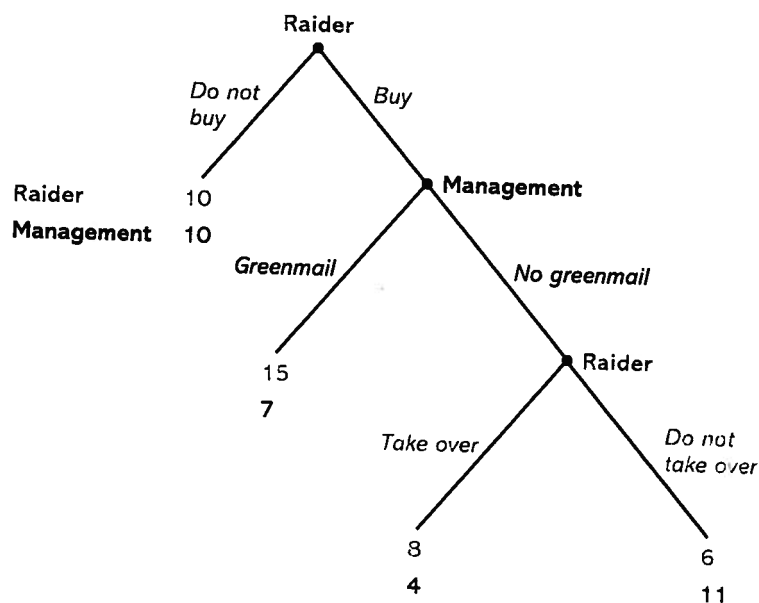 Raider
Do not
buy
Buy
Raider 10
Management 10
Management
Greenmail
No greenmail
15
7
Raider
Take over
Do not
take over
8
4
6
11